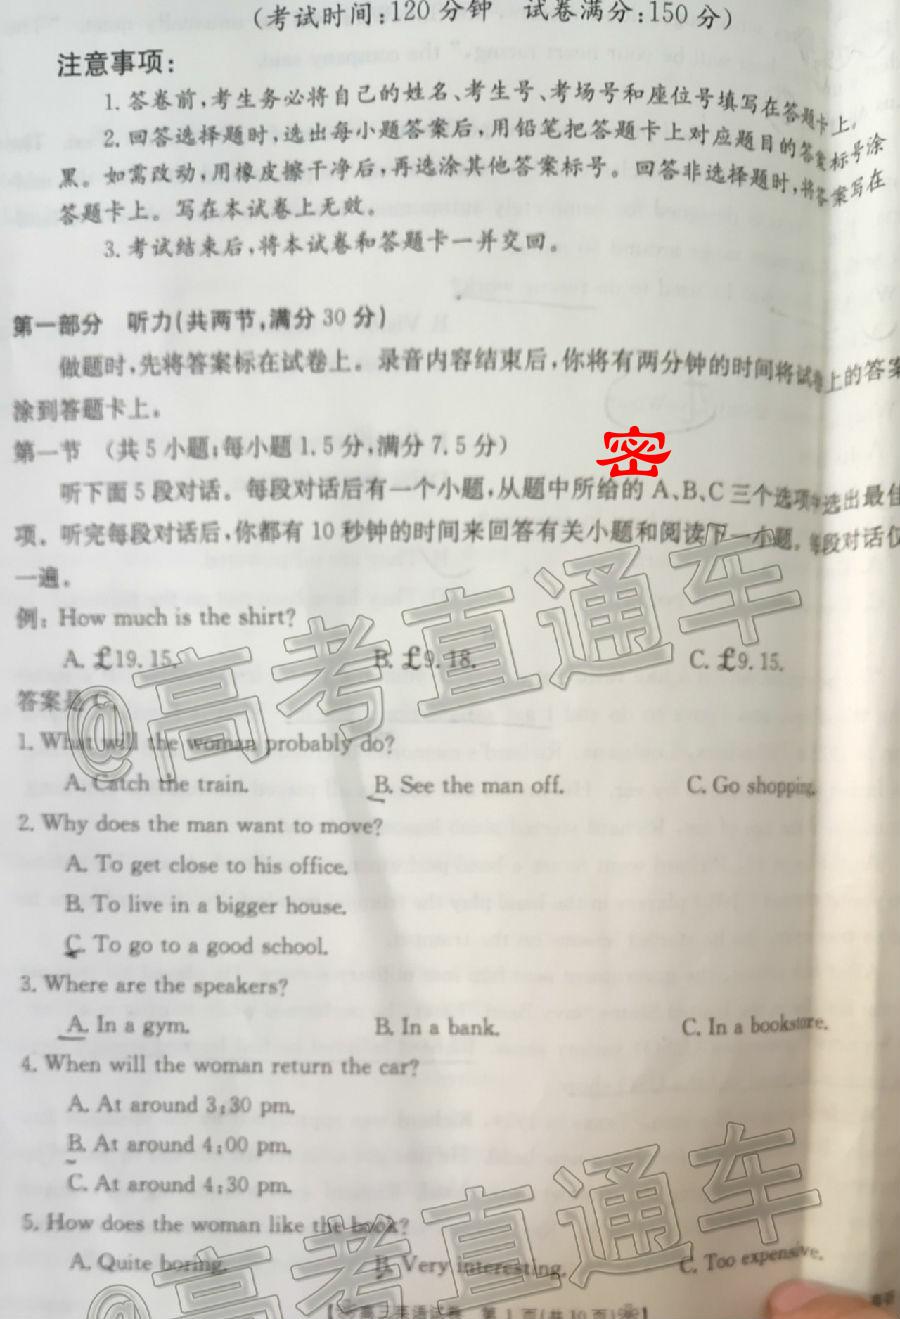 (考试时间:120分钟 试卷满分:150分)
注意事项:
1.答卷前,考生务必将自己的姓名、考生号、考场号和座位号填写在答题卡上。
2.回答选择题时,选出每小题答案后,用铅笔把答题卡上对应题目的答案标号涂
黑。如需改动,用橡皮擦干净后,再选涂其他答案标号。回答非选择题时,将答案写在
答题卡上。写在本试卷上无效。
3.考试结束后,将本试卷和答题卡一并交回。
第一部分 听力(共两节,满分30分)
做题时,先将答案标在试卷上。录音内容结束后,你将有两分钟的时间将试卷上的答案
涂到答题卡上。
第一节 (共5小题;每小题1.5分,满分7.5分)
密
听下面5段对话。每段对话后有一个小题,从题中所给的A、B、C三个选项中选出最佳
项。听完每段对话后,你都有10秒钟的时间来回答有关小题和阅读下一小题。每段对话仅
一遍。
例: How much is the shirt?
A. £19.15. B. £9.18. C. £9.15.
答案是C。
@高考直通车
1. What will the woman probably do?
A. Catch the train. B. See the man off. C. Go shopping.
2. Why does the man want to move?
A. To get close to his office.
B. To live in a bigger house.
C. To go to a good school.
3. Where are the speakers?
A. In a gym. B. In a bank. C. In a bookstore.
4. When will the woman return the car?
A. At around 3:30 pm.
B. At around 4:00 pm.
C. At around 4:30 pm.
5. How does the woman like the book?
A. Quite boring. B. Very interesting. C. Too expensive.
@高考直通车
英语试卷 第1页(共10页)